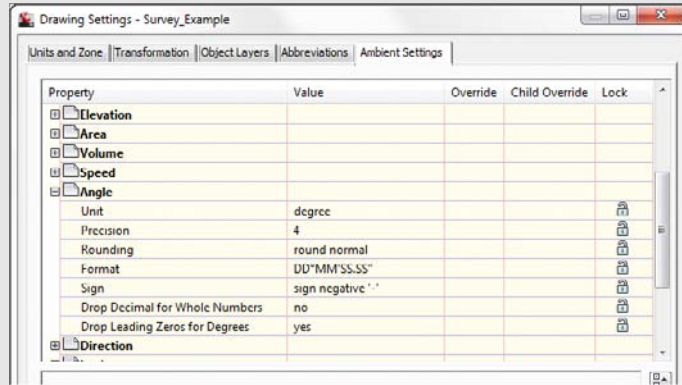 Drawing Settings - Survey_Example
Units and Zone Transformation Object Layers Abbreviations Ambient Settings
Property Value Override Child Override Lock
Elevation
Area
Volume
Speed
Angle
Unit degree
Precision 4
Rounding round normal
Format DD°MM'SS.SS"
Sign sign negative '-'
Drop Decimal for Whole Numbers no
Drop Leading Zeros for Degrees yes
Direction